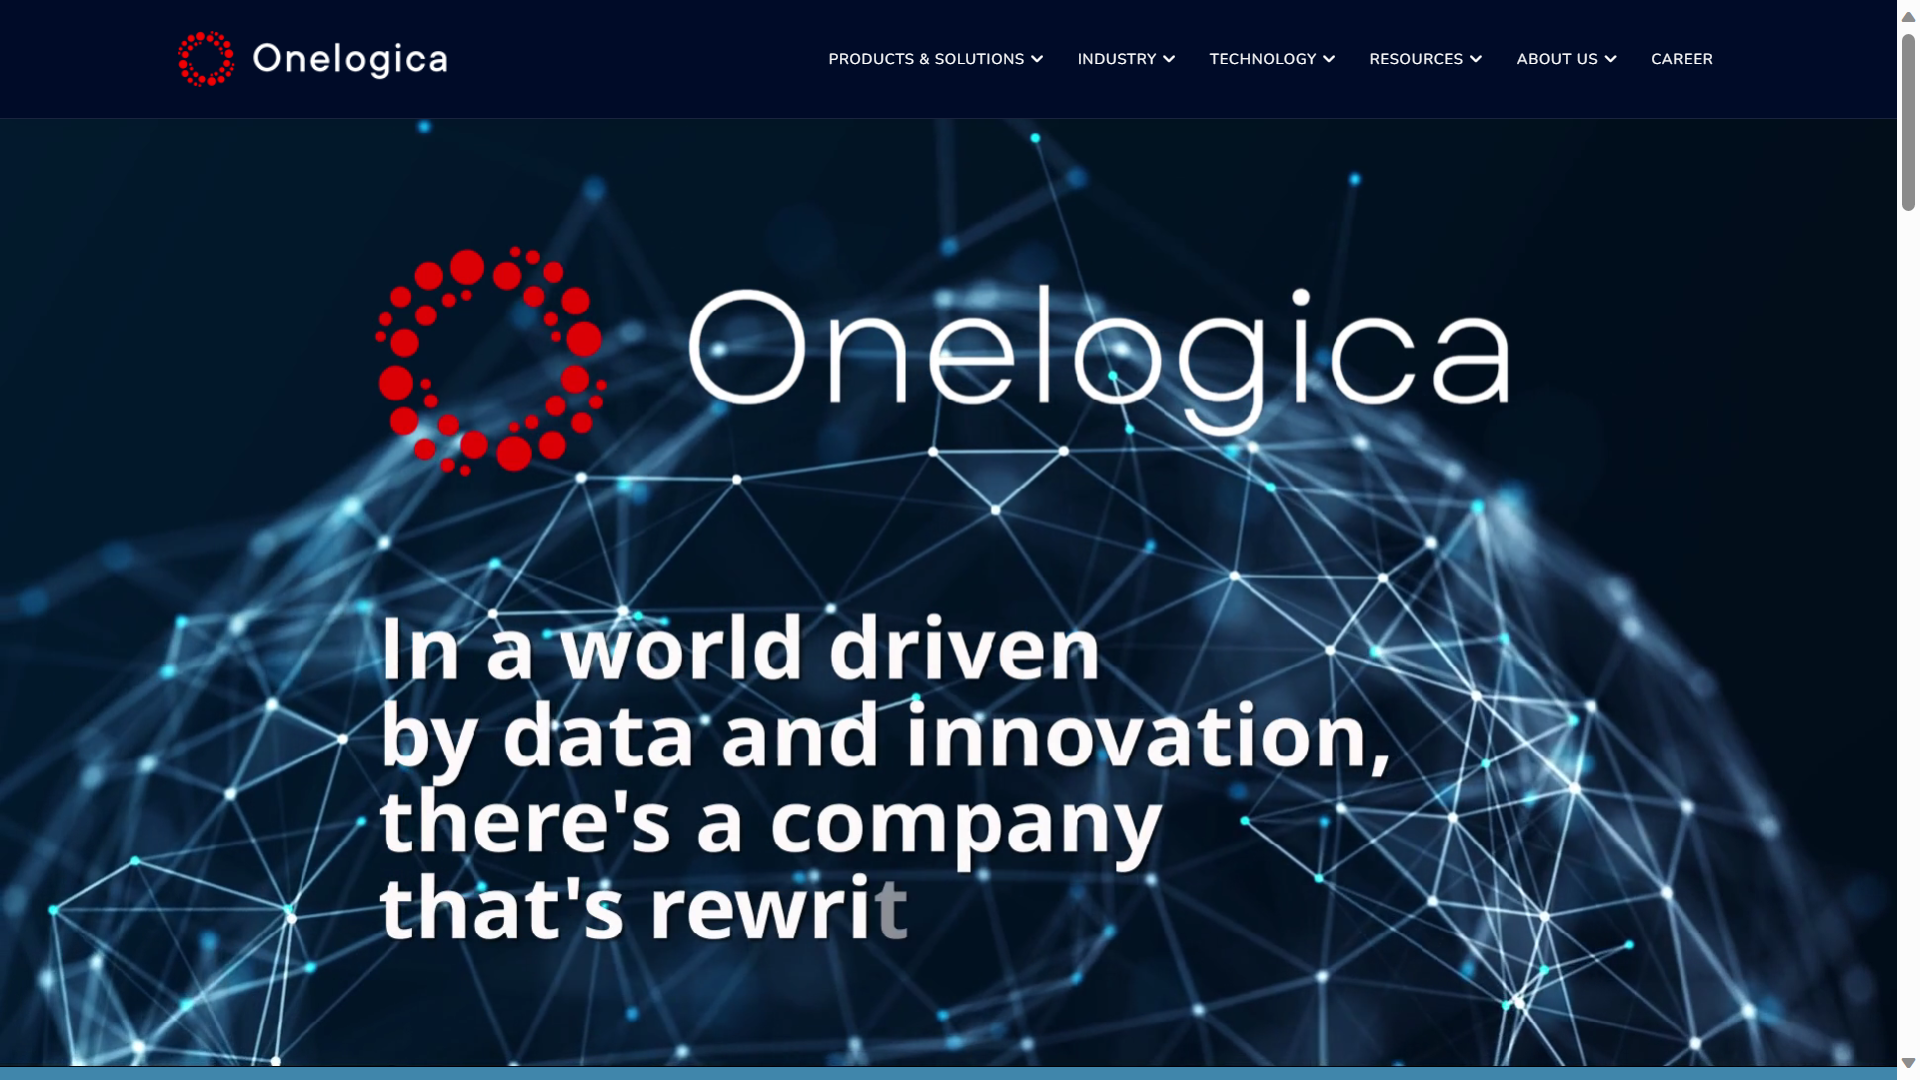 Onelogica
PRODUCTS & SOLUTIONS
INDUSTRY
TECHNOLOGY
RESOURCES
ABOUT US
CAREER
Onelogica
In a world driven
by data and innovation,
there's a company
that's rewrit